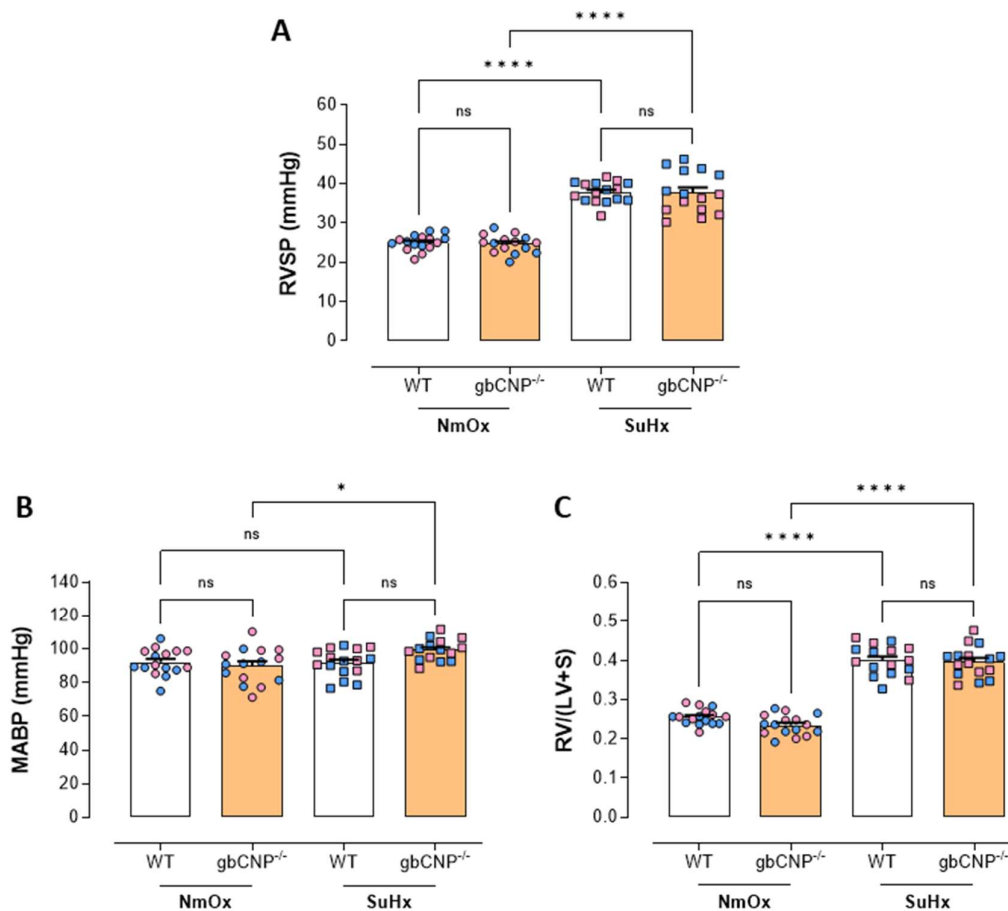 A
****
****
ns
ns
60
50
40
30
20
10
0
RVSP (mmHg)
WT
gbCNP-/-
WT
gbCNP-/-
NmOx
SuHx
B
*
ns
ns
ns
140
120
100
80
60
40
20
0
MABP (mmHg)
WT
gbCNP-/-
WT
gbCNP-/-
NmOx
SuHx
C
****
****
ns
ns
0.6
0.5
0.4
0.3
0.2
0.1
0.0
RV/(LV+S)
WT
gbCNP-/-
WT
gbCNP-/-
NmOx
SuHx